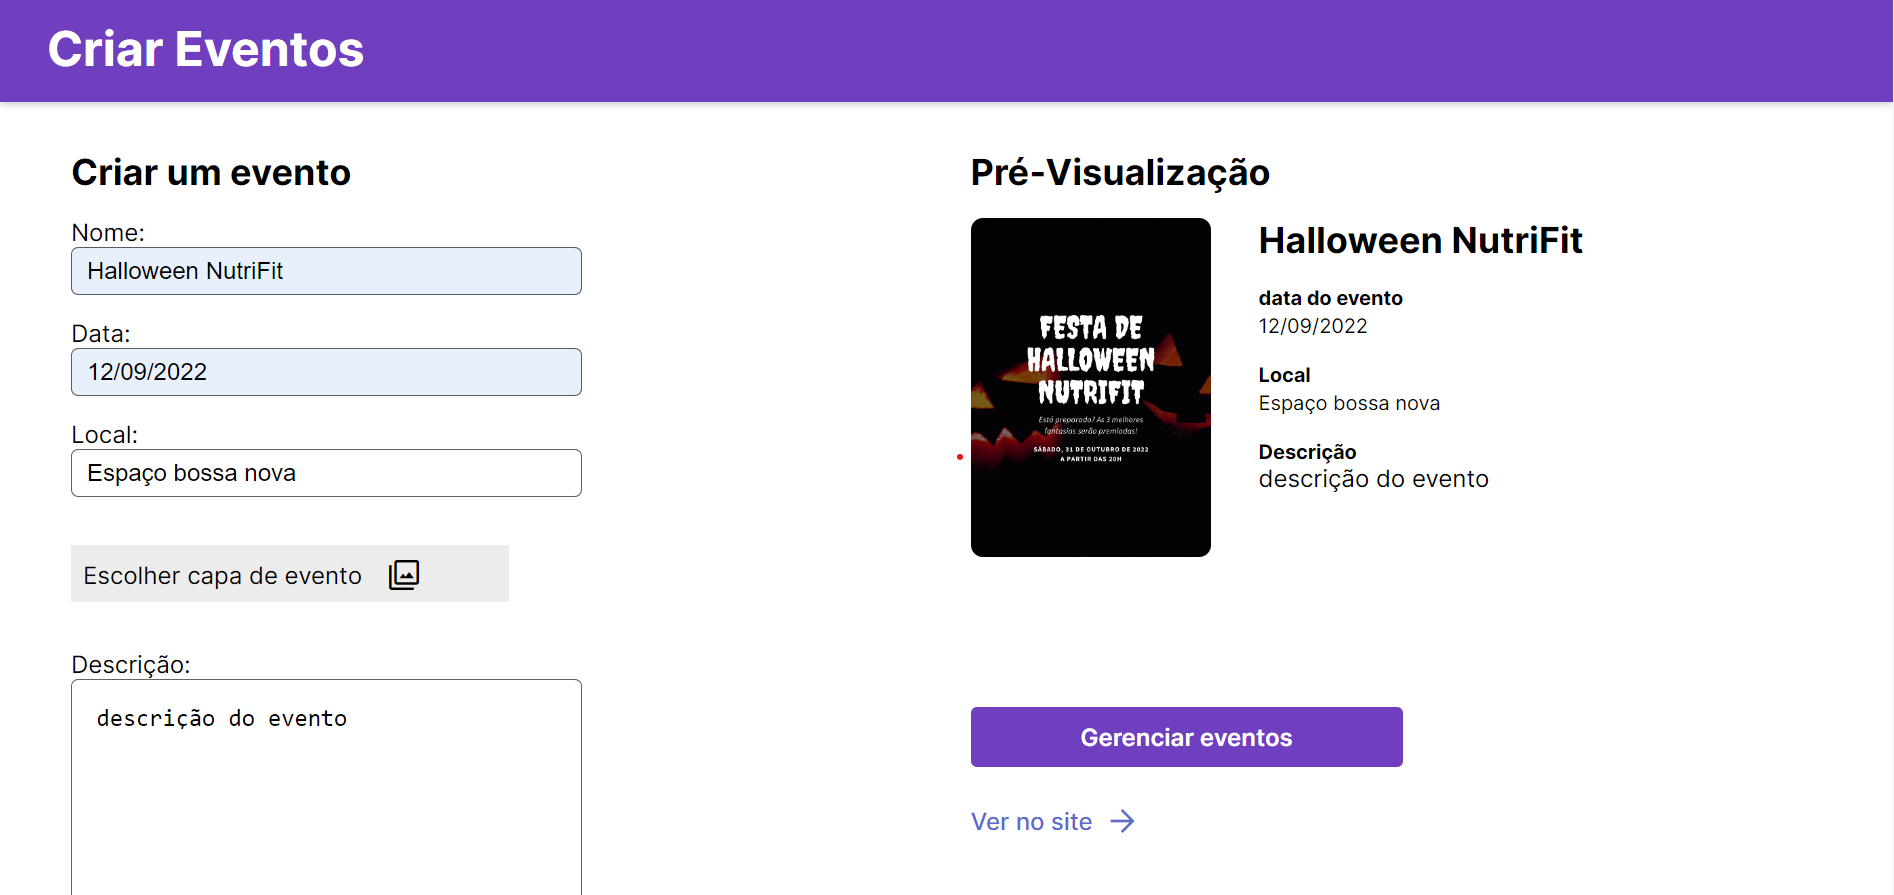 Criar Eventos
Criar um evento
Nome:
Halloween NutriFit
Data:
12/09/2022
Local:
Espaço bossa nova
Escolher capa de evento
Descrição:
descrição do evento
Pré-Visualização
FESTA DE
HALLOWEEN
NUTRIFIT
Está preparado? As 3 melhores
fantasias serão premiadas!
SÁBADO, 31 DE OUTUBRO DE 2022
A PARTIR DAS 20H
Halloween NutriFit
data do evento
12/09/2022
Local
Espaço bossa nova
Descrição
descrição do evento
Gerenciar eventos
Ver no site